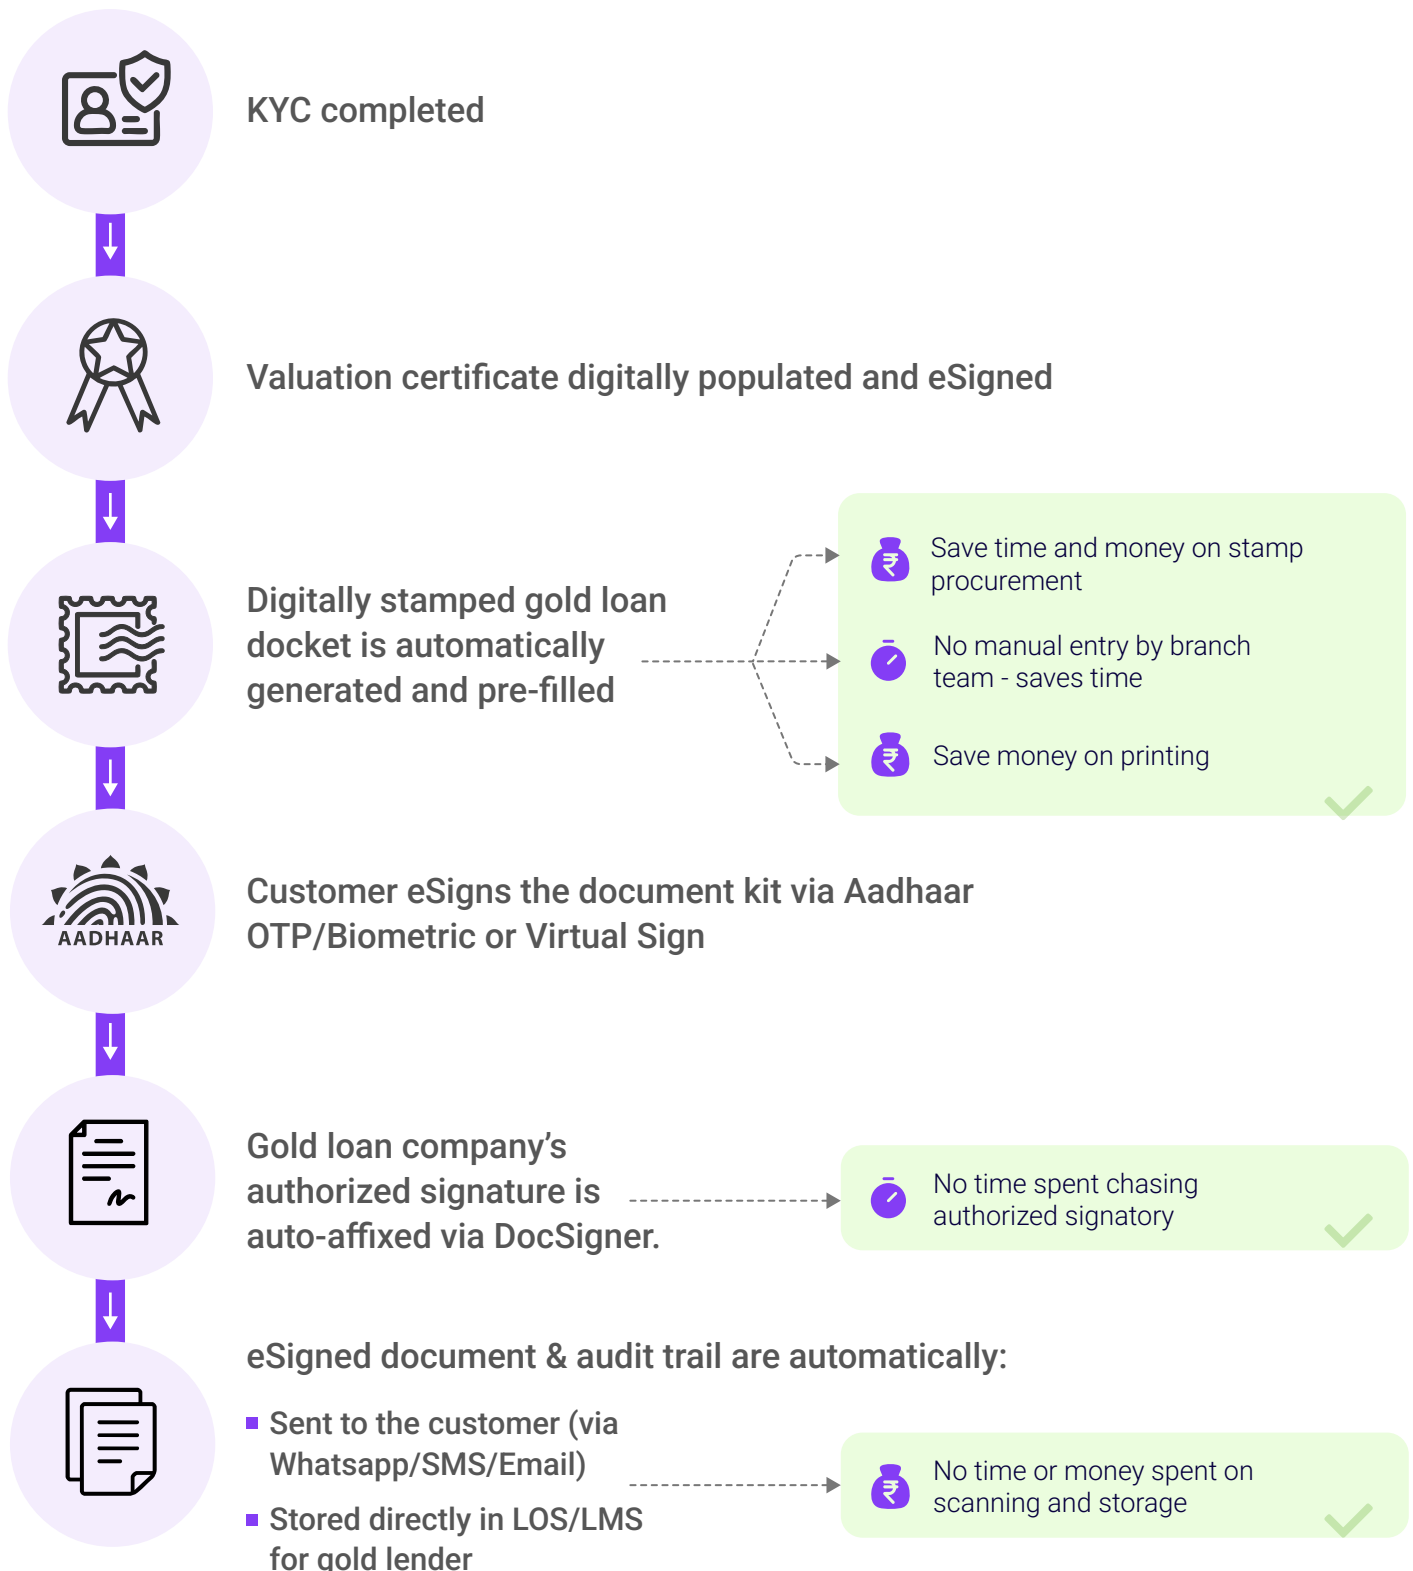 KYC completed
Valuation certificate digitally populated and eSigned
Digitally stamped gold loan
docket is automatically
generated and pre-filled
Save time and money on stamp
procurement
No manual entry by branch
team - saves time
Save money on printing
AADHAAR
Customer eSigns the document kit via Aadhaar
OTP/Biometric or Virtual Sign
Gold loan company’s
authorized signature is
auto-affixed via DocSigner.
No time spent chasing
authorized signatory
eSigned document & audit trail are automatically:
Sent to the customer (via
Whatsapp/SMS/Email)
Stored directly in LOS/LMS
for gold lender
No time or money spent on
scanning and storage